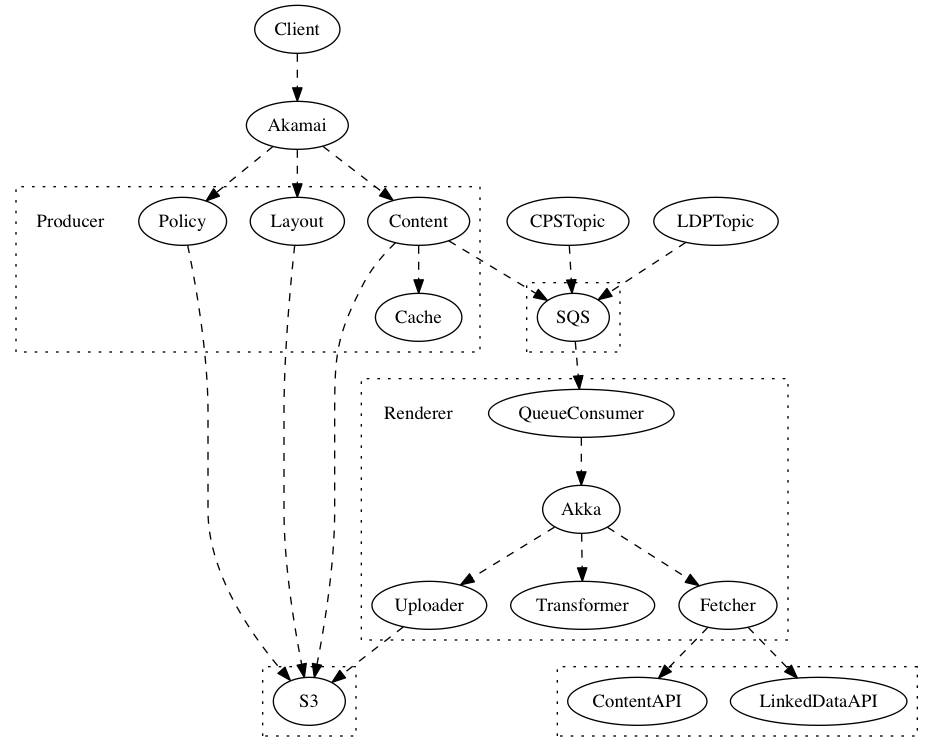 Client
Akamai
Producer
Policy
Layout
Content
CPSTopic
LDPTopic
Cache
SQS
Renderer
QueueConsumer
Akka
Uploader
Transformer
Fetcher
S3
ContentAPI
LinkedDataAPI